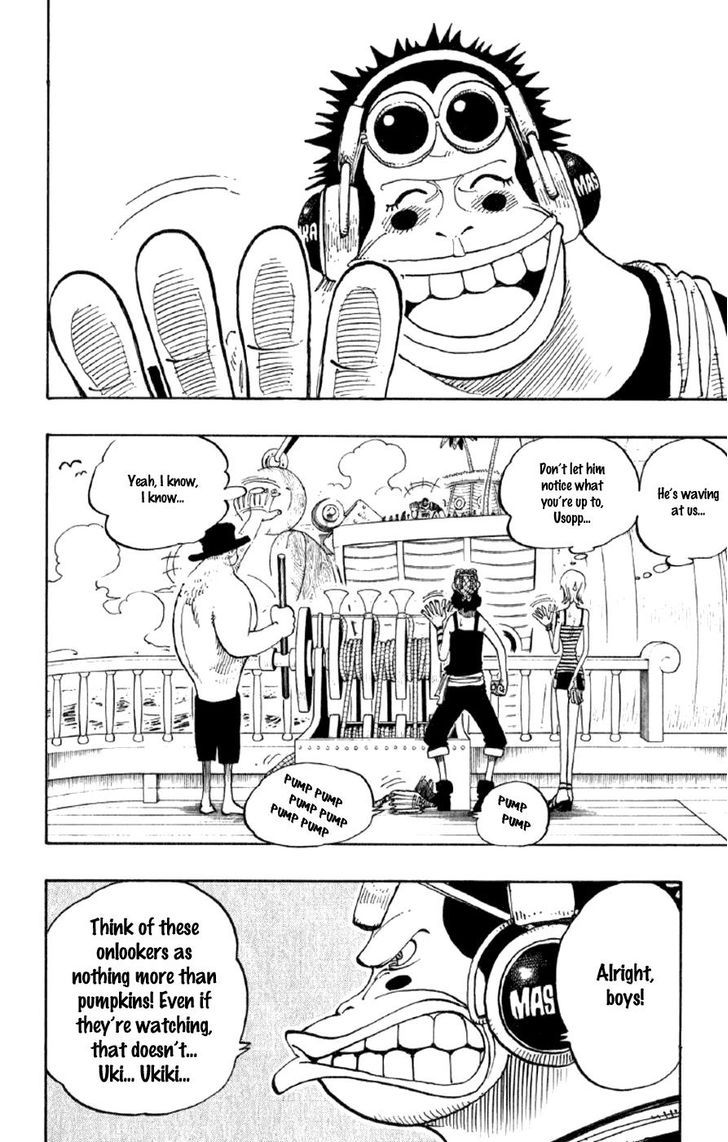 RA
MAS
He's waving
at us...
Don't let him
notice what
you're up to,
Usopp...
Yeah, I know,
I know...
PUMP PUMP
PUMP PUMP
PUMP PUMP
PUMP
PUMP
Alright,
boys!
MAS
Think of these
onlookers as
nothing more than
pumpkins! Even if
they're watching,
that doesn't...
Uki... Ukiki...